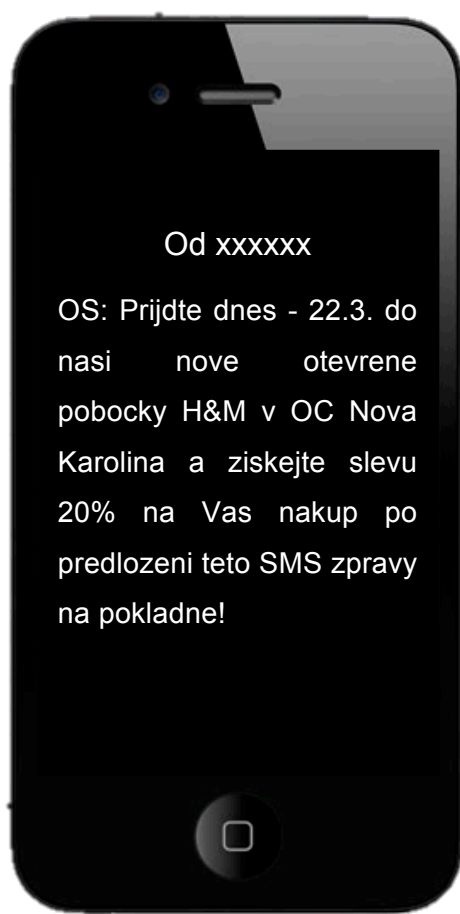 Od xxxxxx
OS: Prijdte dnes - 22.3. do
nasi nove otevrene
pobocky H&M v OC Nova
Karolina a ziskejte slevu
20% na Vas nakup po
predlozeni teto SMS zpravy
na pokladne!